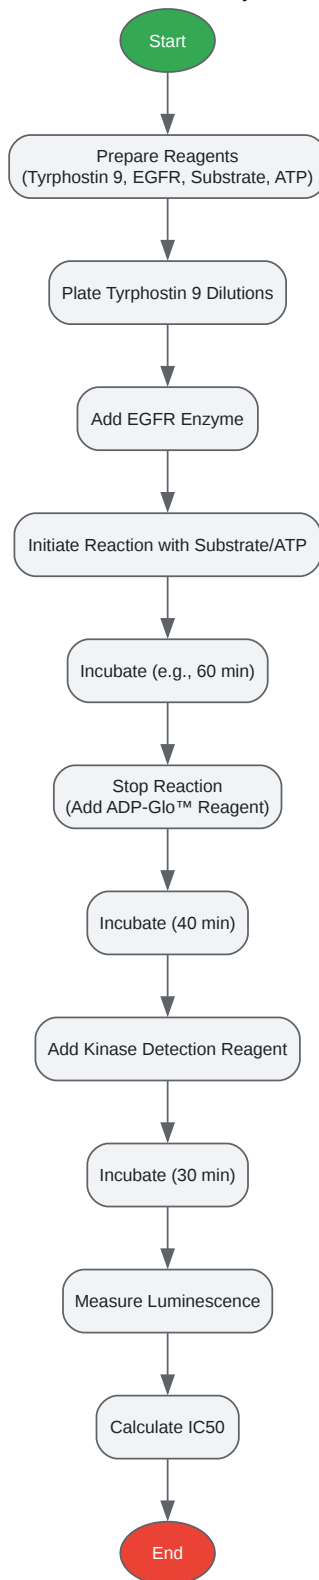 Start
Prepare Reagents
(Tyrphostin 9, EGFR, Substrate, ATP)
Plate Tyrphostin 9 Dilutions
Add EGFR Enzyme
Initiate Reaction with Substrate/ATP
Incubate (e.g., 60 min)
Stop Reaction
(Add ADP-Glo™ Reagent)
Incubate (40 min)
Add Kinase Detection Reagent
Incubate (30 min)
Measure Luminescence
Calculate IC50
End